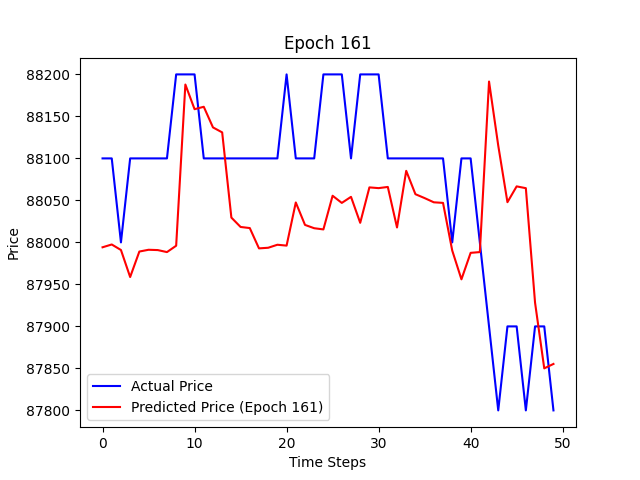 Epoch 161
88200
88150
88100
88050
88000
87950
87900
87850
87800
Price
Actual Price
Predicted Price (Epoch 161)
0 10 20 30 40 50
Time Steps